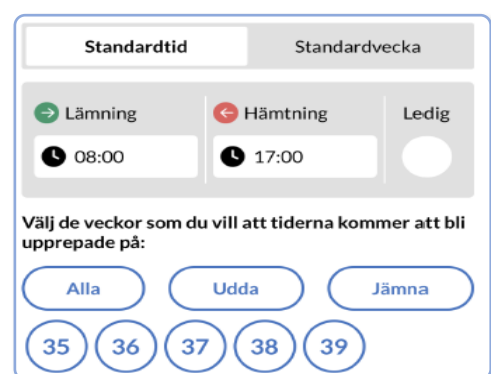 Standardtid Standardvecka
Lämning Hämtning Ledig
08:00 17:00
Välj de veckor som du vill att tiderna kommer att bli
upprepade på:
Alla Udda Jämna
35 36 37 38 39